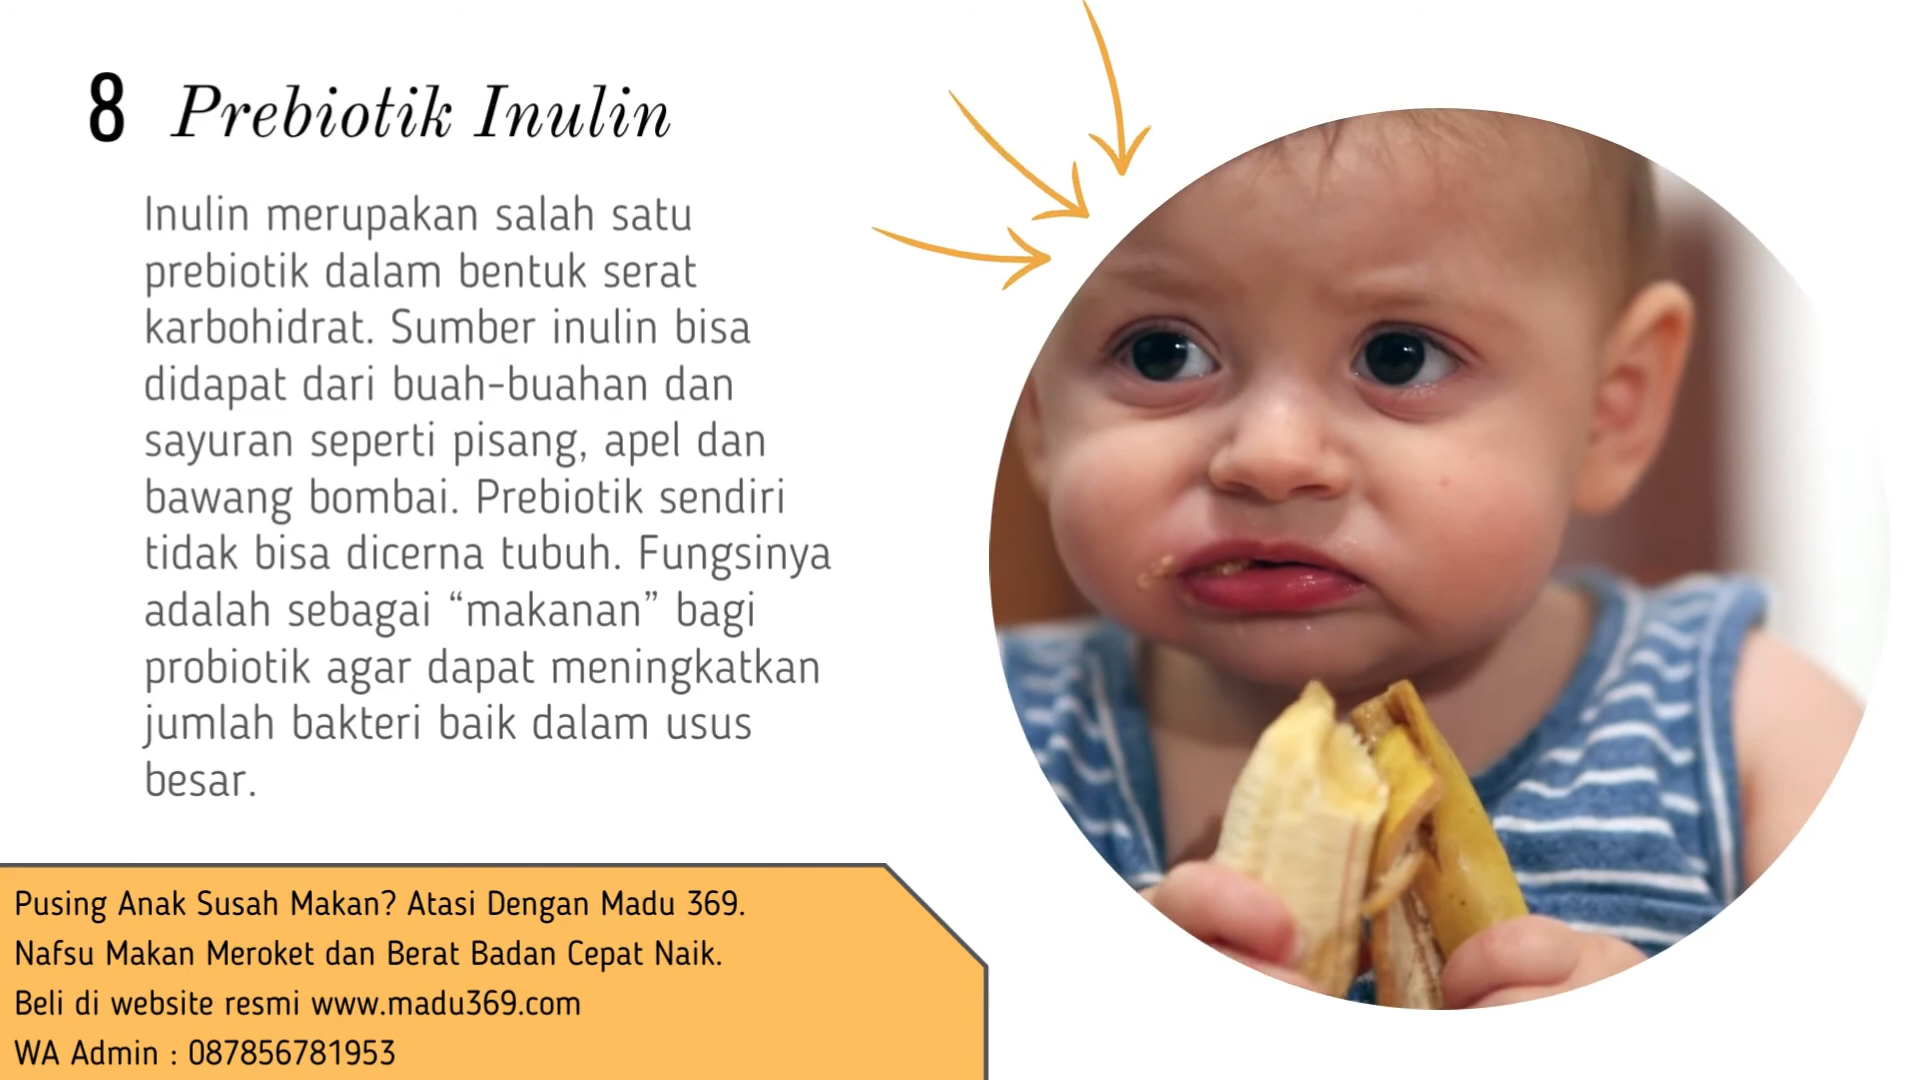 8 Prebiotik Inulin
Inulin merupakan salah satu
prebiotik dalam bentuk serat
karbohidrat. Sumber inulin bisa
didapat dari buah-buahan dan
sayuran seperti pisang, apel dan
bawang bombai. Prebiotik sendiri
tidak bisa dicerna tubuh. Fungsinya
adalah sebagai “makanan” bagi
probiotik agar dapat meningkatkan
jumlah bakteri baik dalam usus
besar.
Pusing Anak Susah Makan? Atasi Dengan Madu 369.
Nafsu Makan Meroket dan Berat Badan Cepat Naik.
Beli di website resmi www.madu369.com
WA Admin : 087856781953